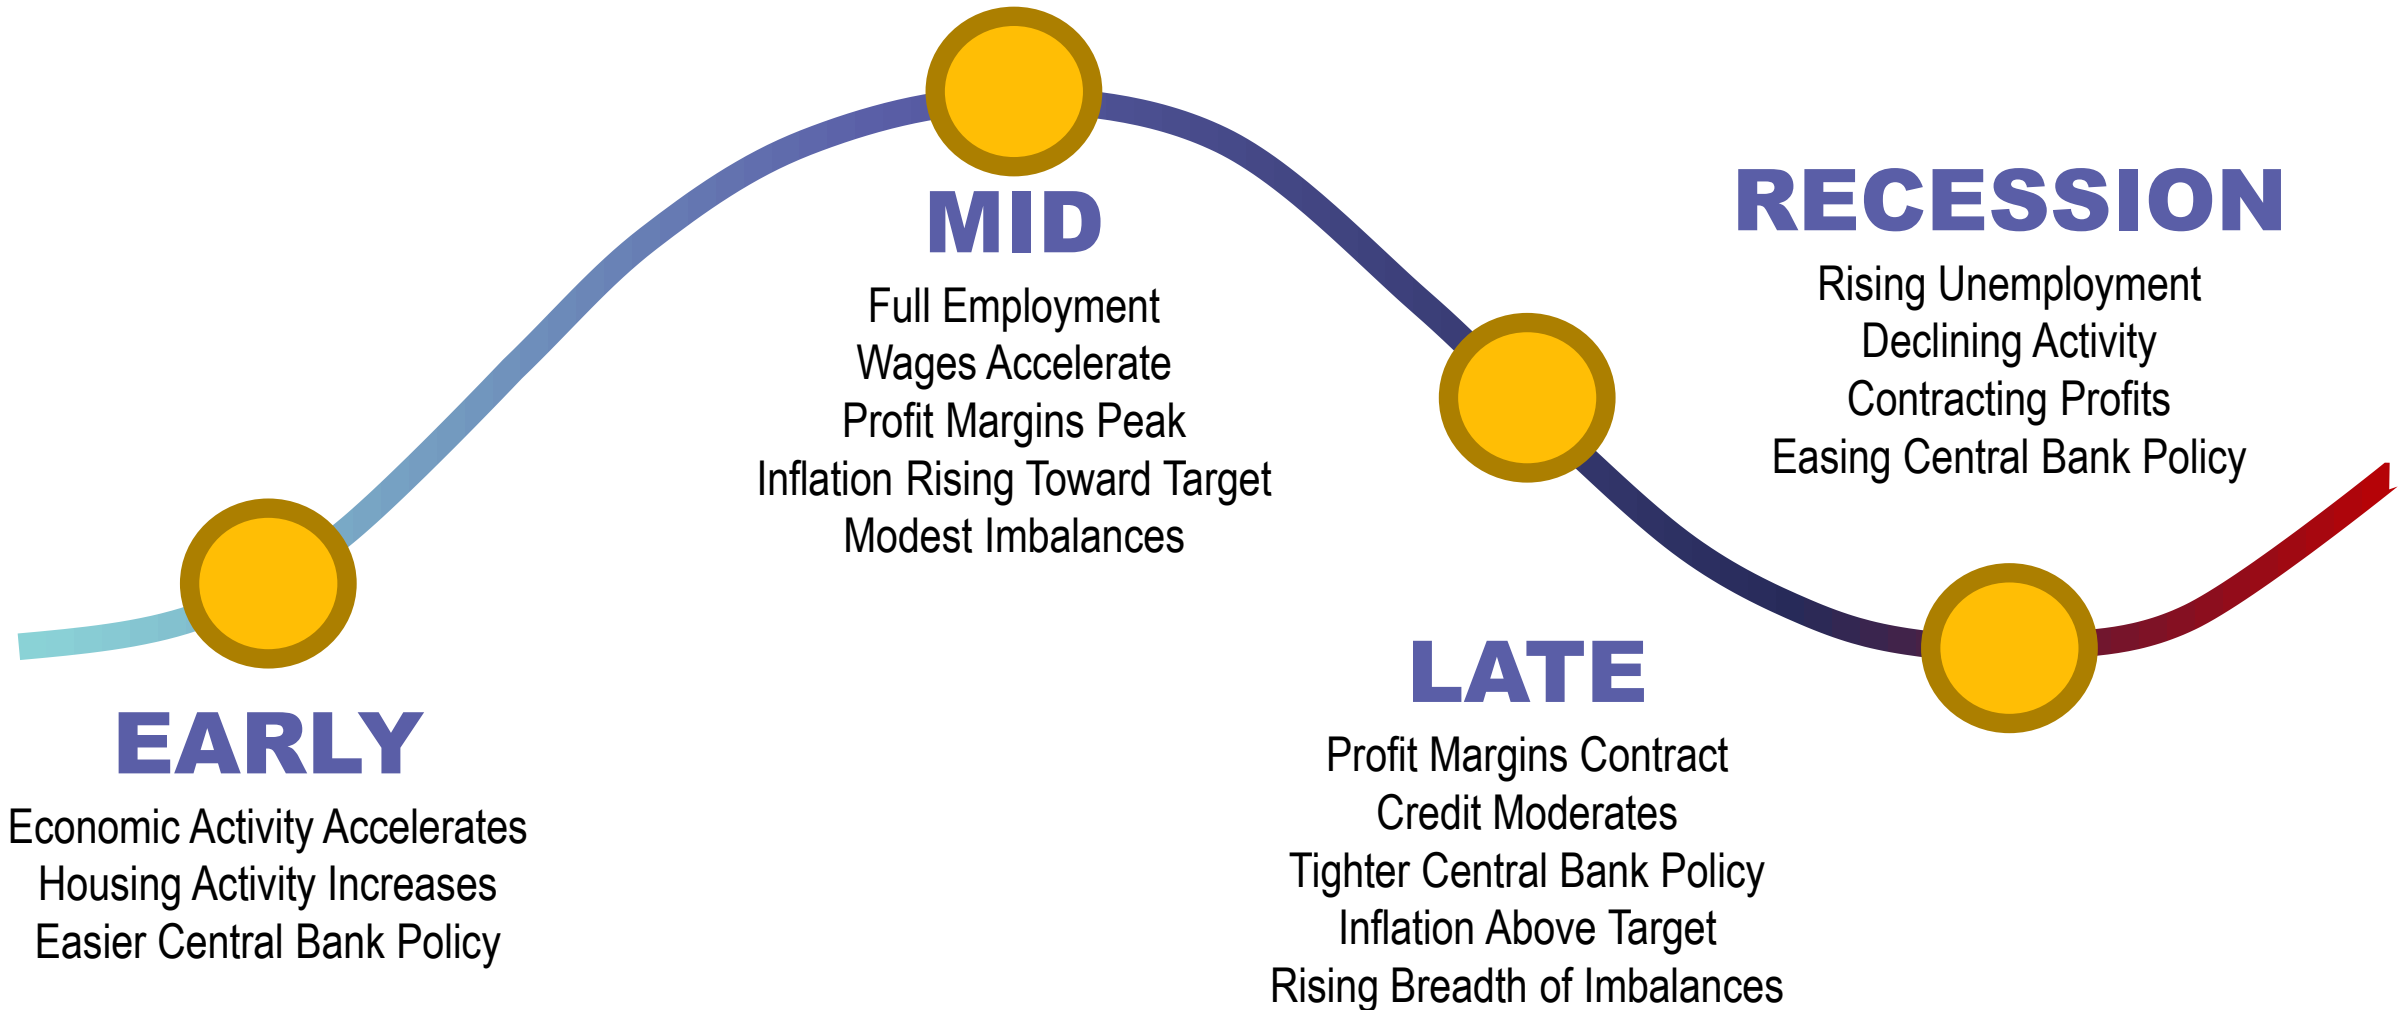 EARLY
Economic Activity Accelerates
Housing Activity Increases
Easier Central Bank Policy
MID
Full Employment
Wages Accelerate
Profit Margins Peak
Inflation Rising Toward Target
Modest Imbalances
LATE
Profit Margins Contract
Credit Moderates
Tighter Central Bank Policy
Inflation Above Target
Rising Breadth of Imbalances
RECESSION
Rising Unemployment
Declining Activity
Contracting Profits
Easing Central Bank Policy